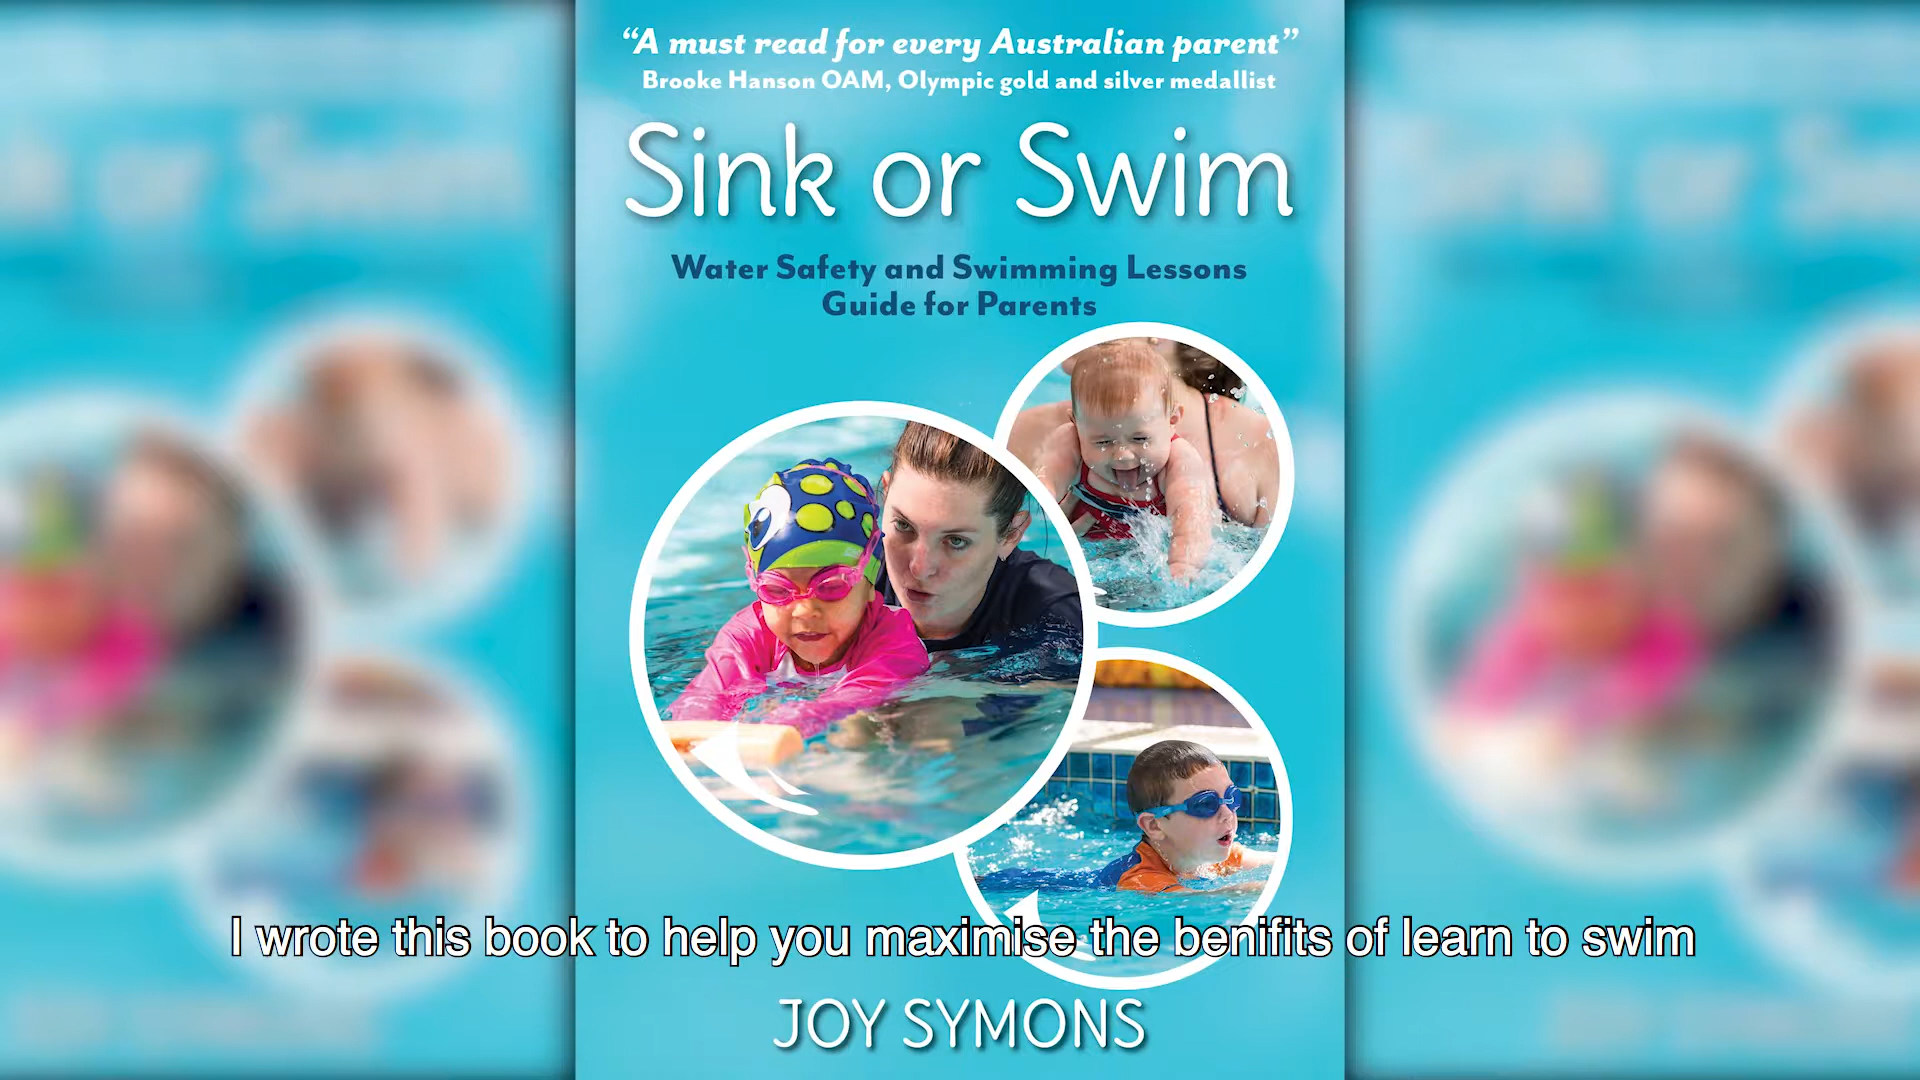 “A must read for every Australian parent”
Brooke Hanson OAM, Olympic gold and silver medallist
Sink or Swim
Water Safety and Swimming Lessons
Guide for Parents
I wrote this book to help you maximise the benifits of learn to swim
JOY SYMONS